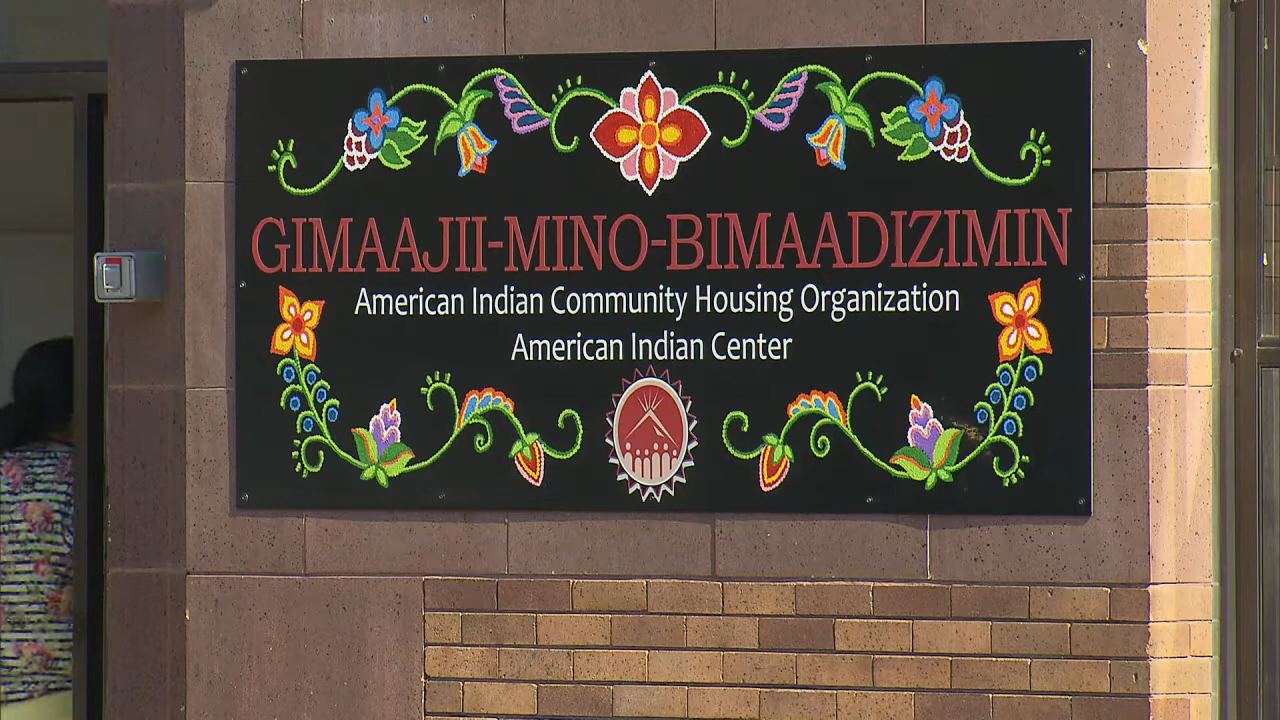 GIMAAJII-MINO-BIMAADIZIMIN
American Indian Community Housing Organization
American Indian Center